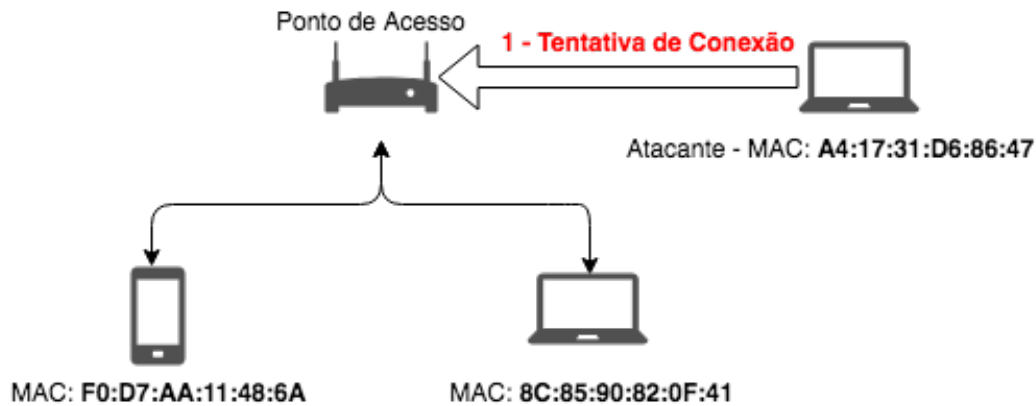 Ponto de Acesso
1 - Tentativa de Conexão
Atacante - MAC: A4:17:31:D6:86:47
MAC: F0:D7:AA:11:48:6A
MAC: 8C:85:90:82:0F:41